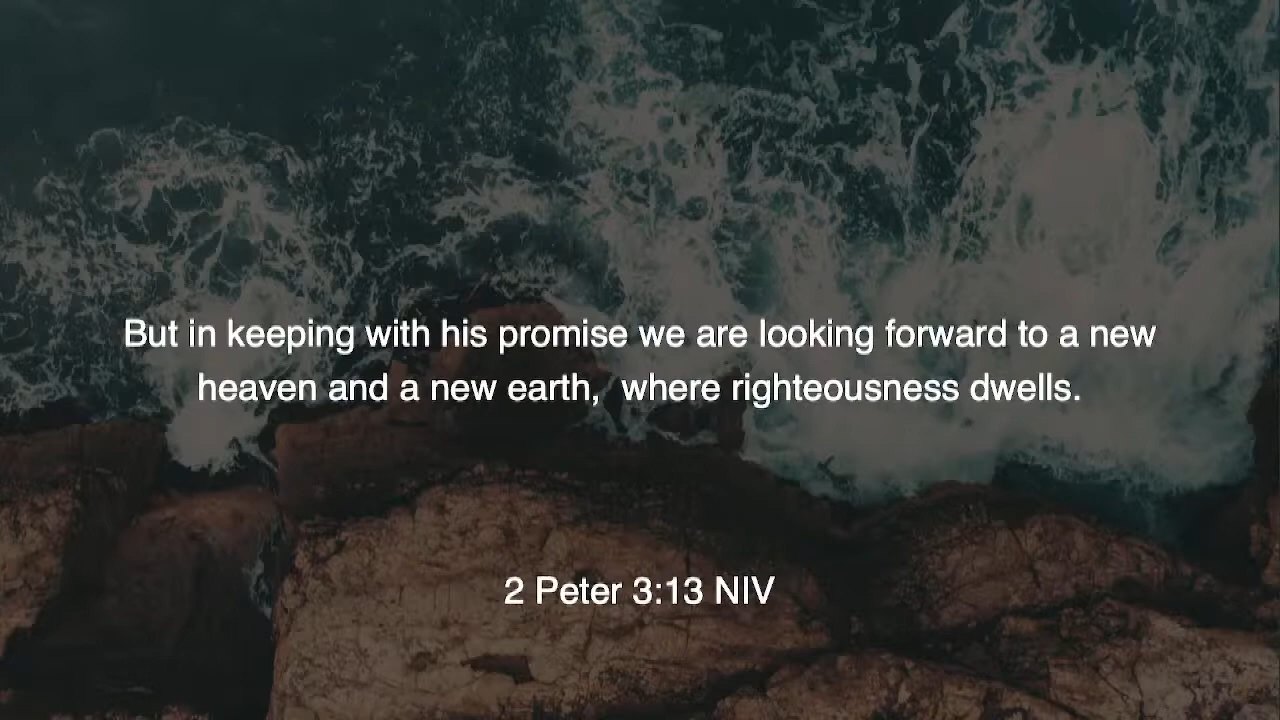 But in keeping with his promise we are looking forward to a new
heaven and a new earth,  where righteousness dwells.
2 Peter 3:13 NIV